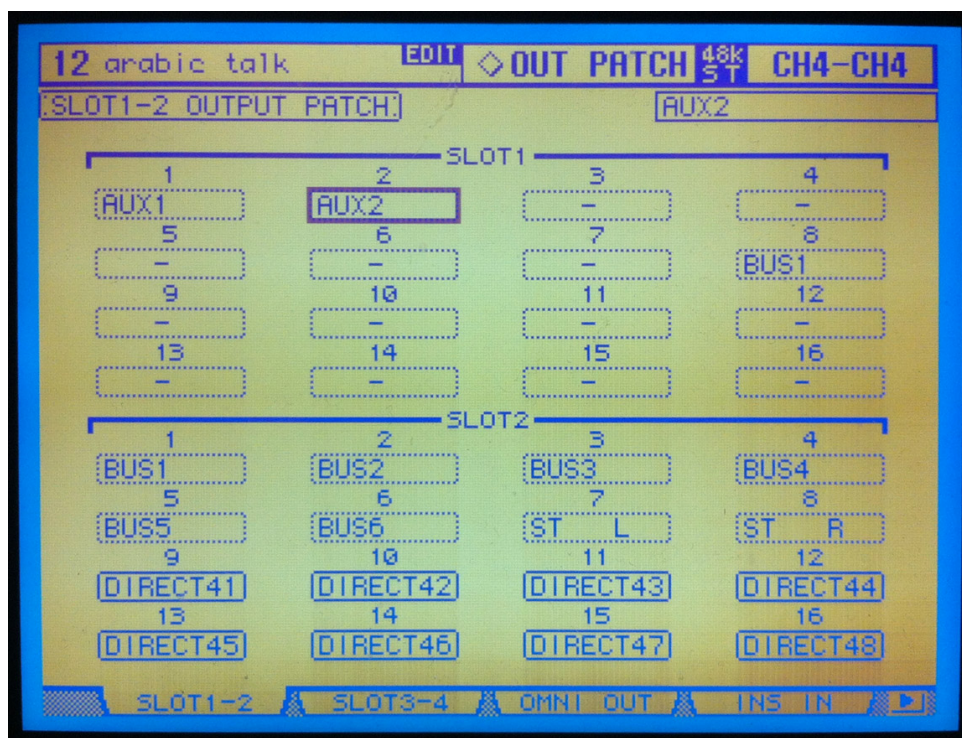 12 arabic talk EDIT ◇OUT PATCH 48K ST CH4-CH4
SLOT1-2 OUTPUT PATCH AUX2
SLOT1
1 2 3 4
AUX1 AUX2 - -
5 6 7 8
- - - BUS1
9 10 11 12
- - - -
13 14 15 16
- - - -
SLOT2
1 2 3 4
BUS1 BUS2 BUS3 BUS4
5 6 7 8
BUS5 BUS6 ST L ST R
9 10 11 12
DIRECT41 DIRECT42 DIRECT43 DIRECT44
13 14 15 16
DIRECT45 DIRECT46 DIRECT47 DIRECT48
SLOT1-2 SLOT3-4 OMNI OUT INS IN